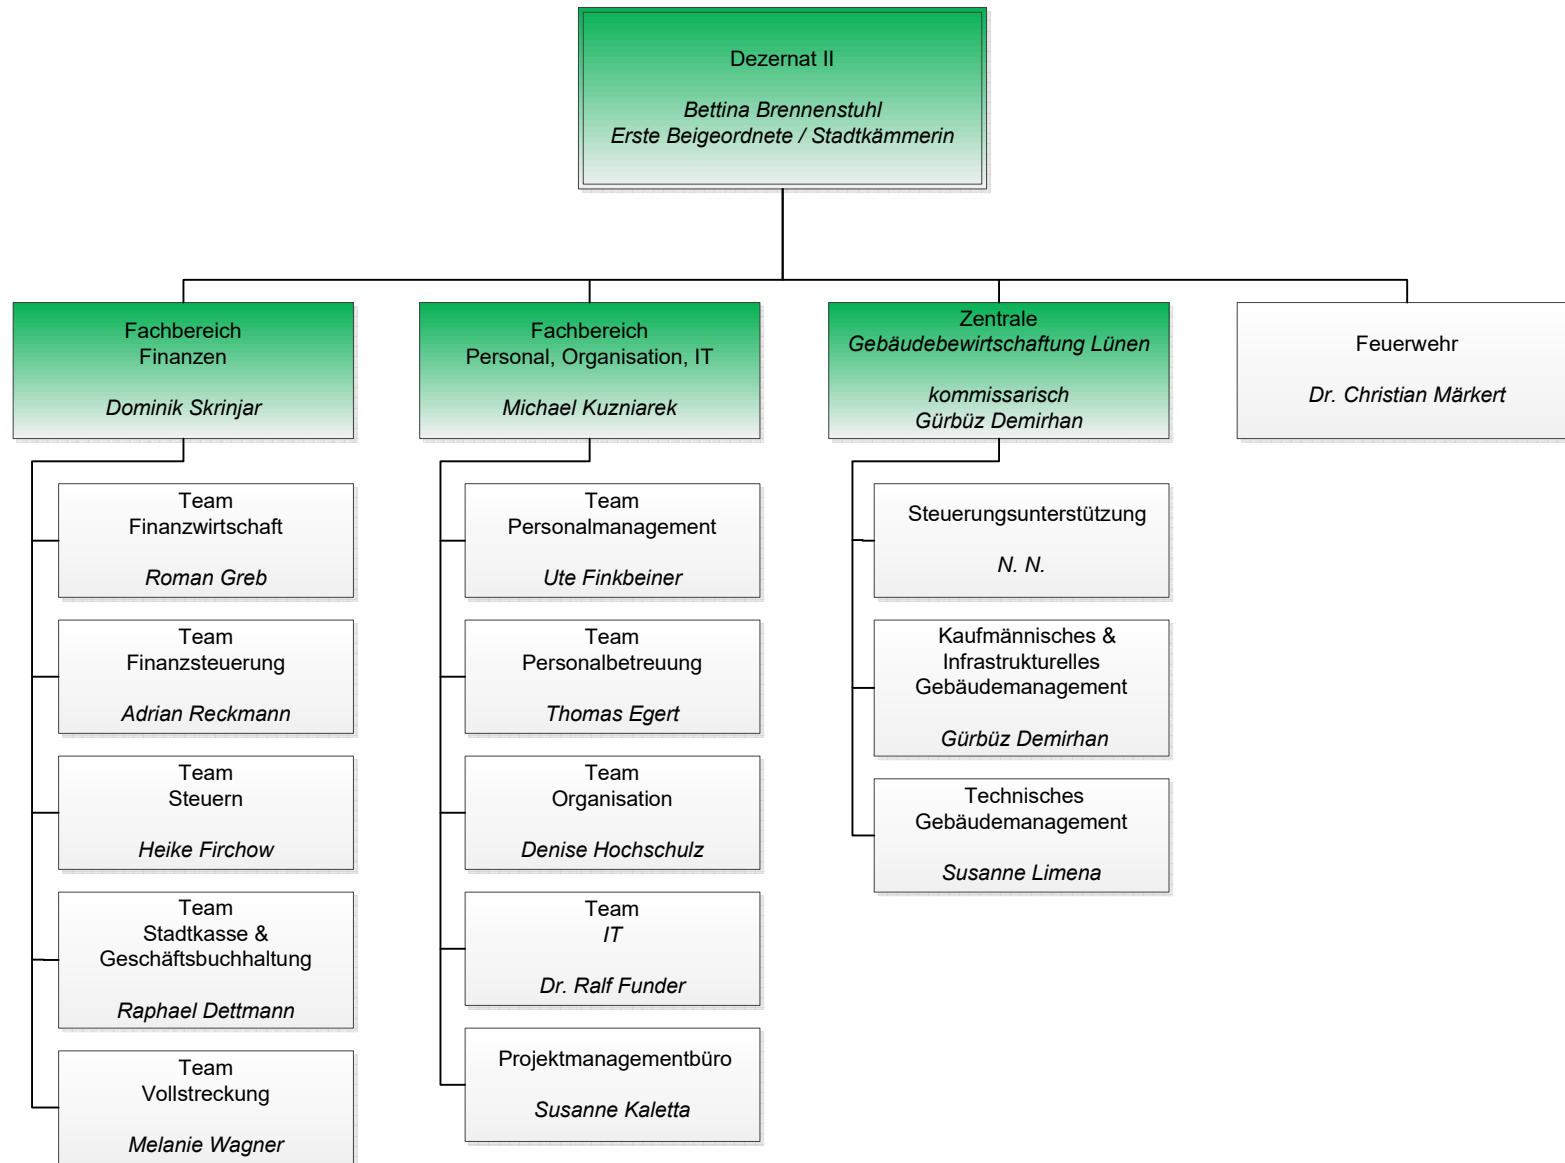 Dezernat II
Bettina Brennenstuhl
Erste Beigeordnete / Stadtkämmerin
Fachbereich
Finanzen
Dominik Skrinjar
Team
Finanzwirtschaft
Roman Greb
Team
Finanzsteuerung
Adrian Reckmann
Team
Steuern
Heike Firchow
Team
Stadtkasse &
Geschäftsbuchhaltung
Raphael Dettmann
Team
Vollstreckung
Melanie Wagner
Fachbereich
Personal, Organisation, IT
Michael Kuzniarek
Team
Personalmanagement
Ute Finkbeiner
Team
Personalbetreuung
Thomas Egert
Team
Organisation
Denise Hochschulz
Team
IT
Dr. Ralf Funder
Projektmanagementbüro
Susanne Kaletta
Zentrale
Gebäudebewirtschaftung Lünen
kommissarisch
Gürbüz Demirhan
Steuerungsunterstützung
N. N.
Kaufmännisches &
Infrastrukturelles
Gebäudemanagement
Gürbüz Demirhan
Technisches
Gebäudemanagement
Susanne Limena
Feuerwehr
Dr. Christian Märkert